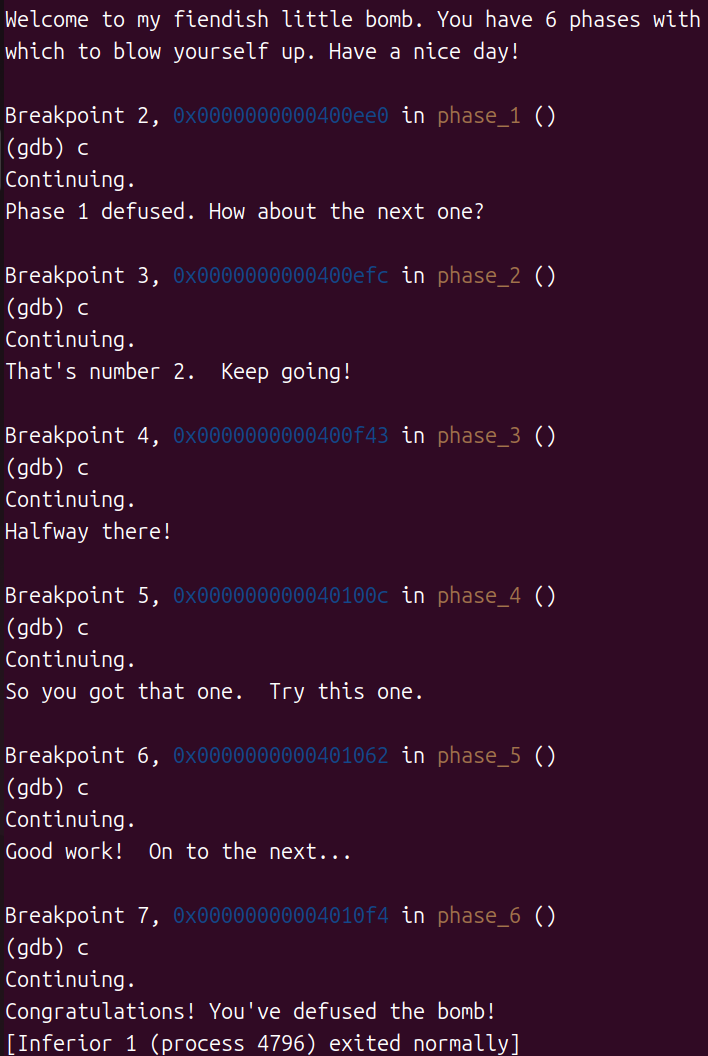 Welcome to my fiendish little bomb. You have 6 phases with
which to blow yourself up. Have a nice day!
Breakpoint 2, 0x0000000000400ee0 in phase_1 ()
(gdb) c
Continuing.
Phase 1 defused. How about the next one?
Breakpoint 3, 0x0000000000400efc in phase_2 ()
(gdb) c
Continuing.
That's number 2.  Keep going!
Breakpoint 4, 0x0000000000400f43 in phase_3 ()
(gdb) c
Continuing.
Halfway there!
Breakpoint 5, 0x000000000040100c in phase_4 ()
(gdb) c
Continuing.
So you got that one.  Try this one.
Breakpoint 6, 0x0000000000401062 in phase_5 ()
(gdb) c
Continuing.
Good work!  On to the next...
Breakpoint 7, 0x00000000004010f4 in phase_6 ()
(gdb) c
Continuing.
Congratulations! You've defused the bomb!
[Inferior 1 (process 4796) exited normally]